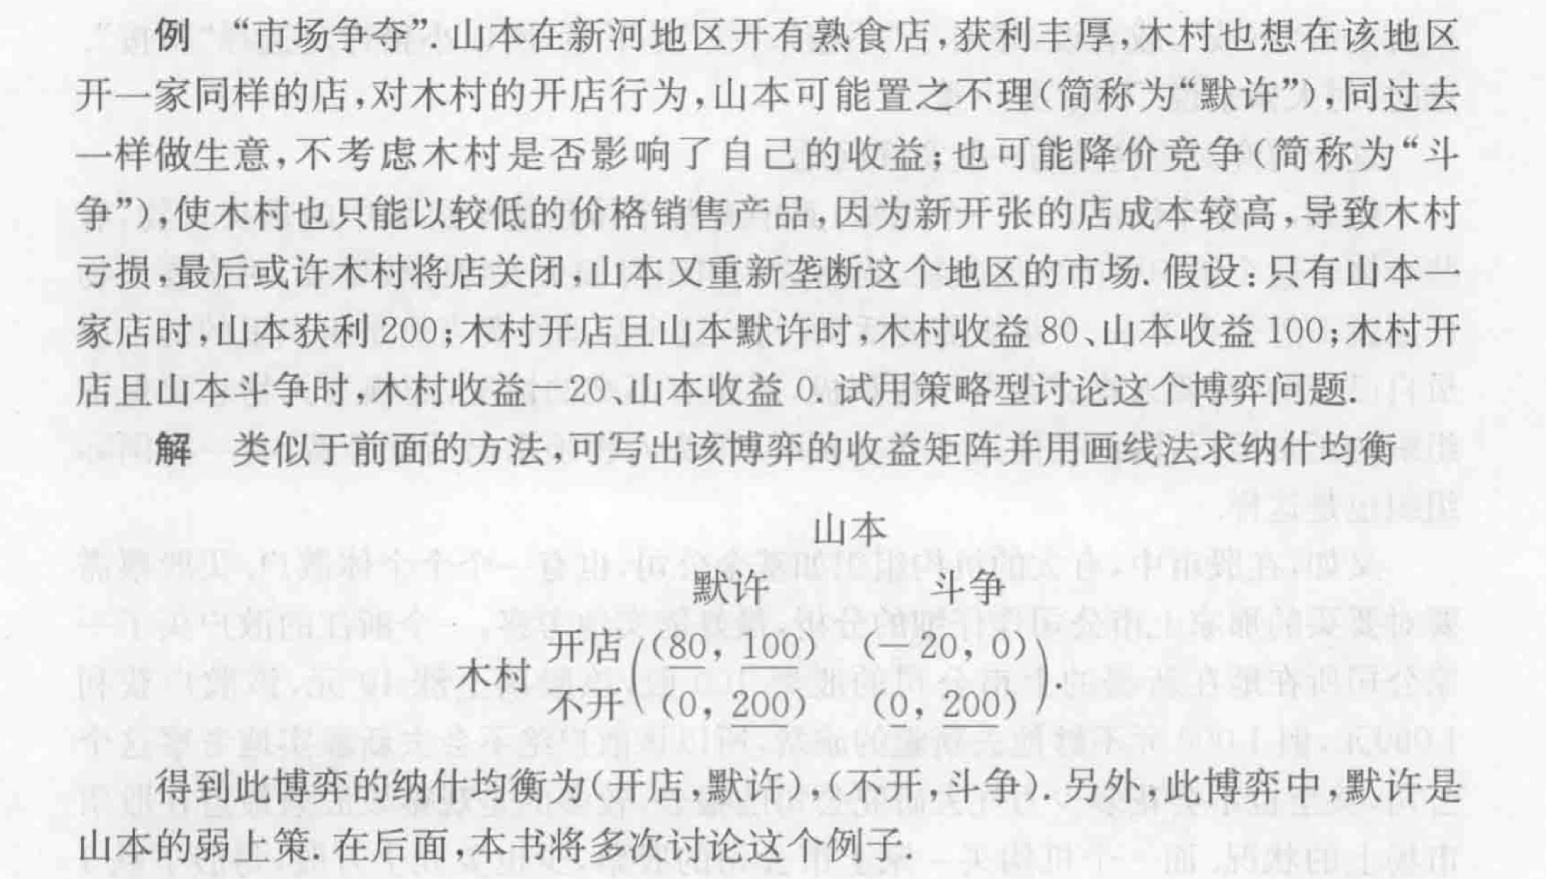 例 “市场争夺”.山本在新河地区开有熟食店,获利丰厚,木村也想在该地区
开一家同样的店,对木村的开店行为,山本可能置之不理(简称为“默许”),同过去
一样做生意,不考虑木村是否影响了自己的收益;也可能降价竞争(简称为“斗
争”),使木村也只能以较低的价格销售产品,因为新开张的店成本较高,导致木村
亏损,最后或许木村将店关闭,山本又重新垄断这个地区的市场.假设:只有山本一
家店时,山本获利200;木村开店且山本默许时,木村收益80、山本收益100;木村开
店且山本斗争时,木村收益-20、山本收益0.试用策略型讨论这个博弈问题.
解 类似于前面的方法,可写出该博弈的收益矩阵并用画线法求纳什均衡
山本
默许 斗争
木村 开店 (80, 100) (-20, 0)
不开 (0, 200) (0, 200).
得到此博弈的纳什均衡为(开店,默许),(不开,斗争).另外,此博弈中,默许是
山本的弱上策.在后面,本书将多次讨论这个例子.